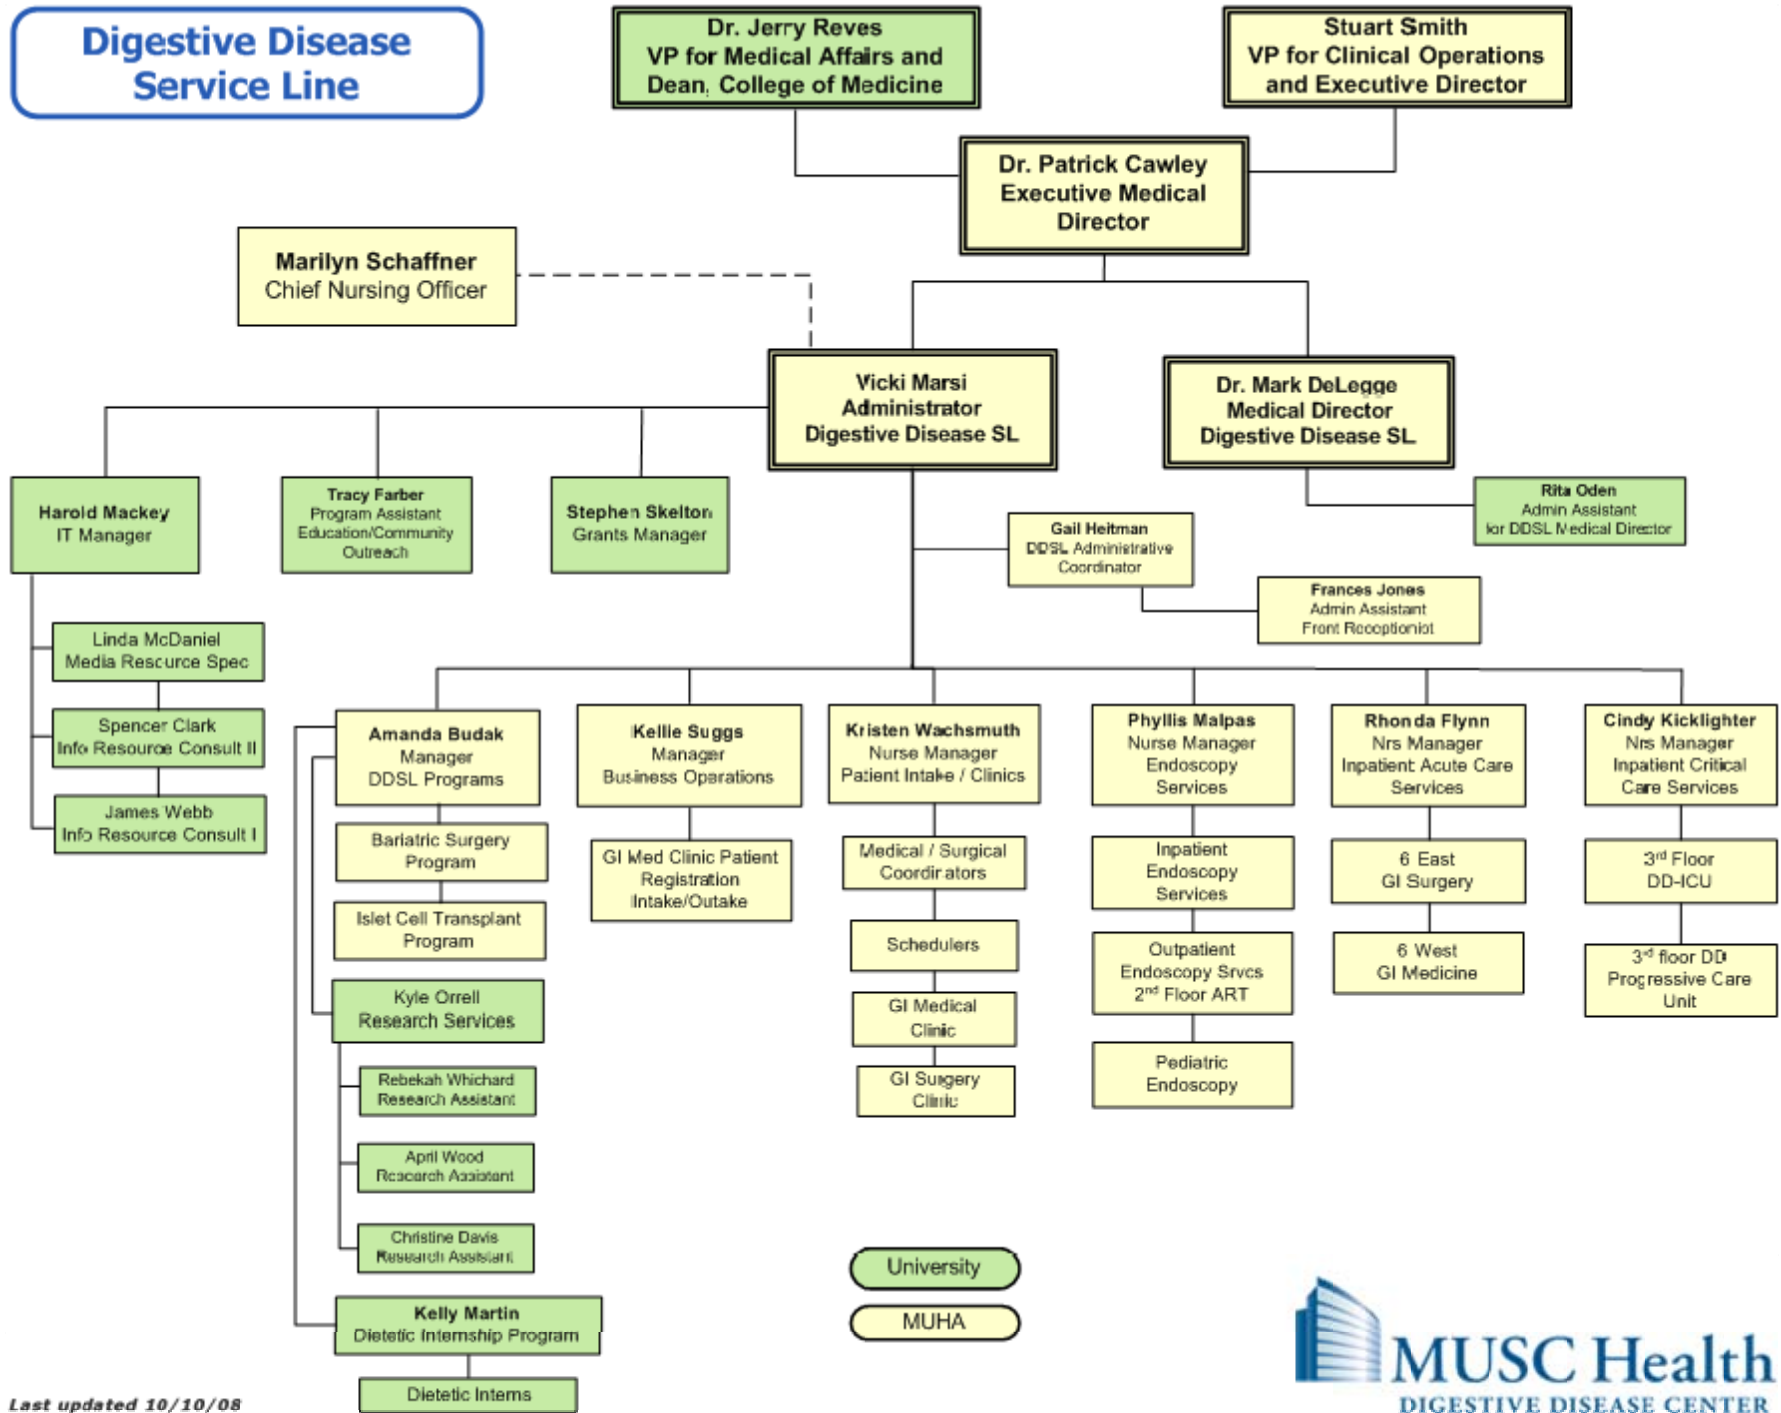 Digestive Disease
Service Line
Dr. Jerry Reves
VP for Medical Affairs and
Dean, College of Medicine
Stuart Smith
VP for Clinical Operations
and Executive Director
Dr. Patrick Cawley
Executive Medical
Director
Marilyn Schaffner
Chief Nursing Officer
Vicki Marsi
Administrator
Digestive Disease SL
Dr. Mark DeLegge
Medical Director
Digestive Disease SL
Harold Mackey
IT Manager
Tracy Farber
Program Assistant
Education/Community
Outreach
Stephen Skelton
Grants Manager
Rita Oden
Admin Assistant
for DDSL Medical Director
Gail Heitman
DDSL Administrative
Coordinator
Frances Jones
Admin Assistant
Front Receptionist
Linda McDaniel
Media Resource Spec
Spencer Clark
Info Resource Consult II
James Webb
Info Resource Consult I
Amanda Budak
Manager
DDSL Programs
Bariatric Surgery
Program
Islet Cell Transplant
Program
Kyle Orrell
Research Services
Rebekah Whichard
Research Assistant
April Wood
Research Assistant
Christine Davis
Research Assistant
Kelly Martin
Dietetic Internship Program
Dietetic Interns
Kellie Suggs
Manager
Business Operations
GI Med Clinic Patient
Registration
Intake/Outake
Kristen Wachsmuth
Nurse Manager
Patient Intake / Clinics
Medical / Surgical
Coordinators
Schedulers
GI Medical
Clinic
GI Surgery
Clinic
Phyllis Malpas
Nurse Manager
Endoscopy
Services
Inpatient
Endoscopy
Services
Outpatient
Endoscopy Srvcs
2nd Floor ART
Pediatric
Endoscopy
Rhonda Flynn
Nrs Manager
Inpatient Acute Care
Services
6 East
GI Surgery
6 West
GI Medicine
Cindy Kicklighter
Nrs Manager
Inpatient Critical
Care Services
3rd Floor
DD-ICU
3rd floor DD
Progressive Care
Unit
University
MUHA
MUSC Health
DIGESTIVE DISEASE CENTER
Last updated 10/10/08